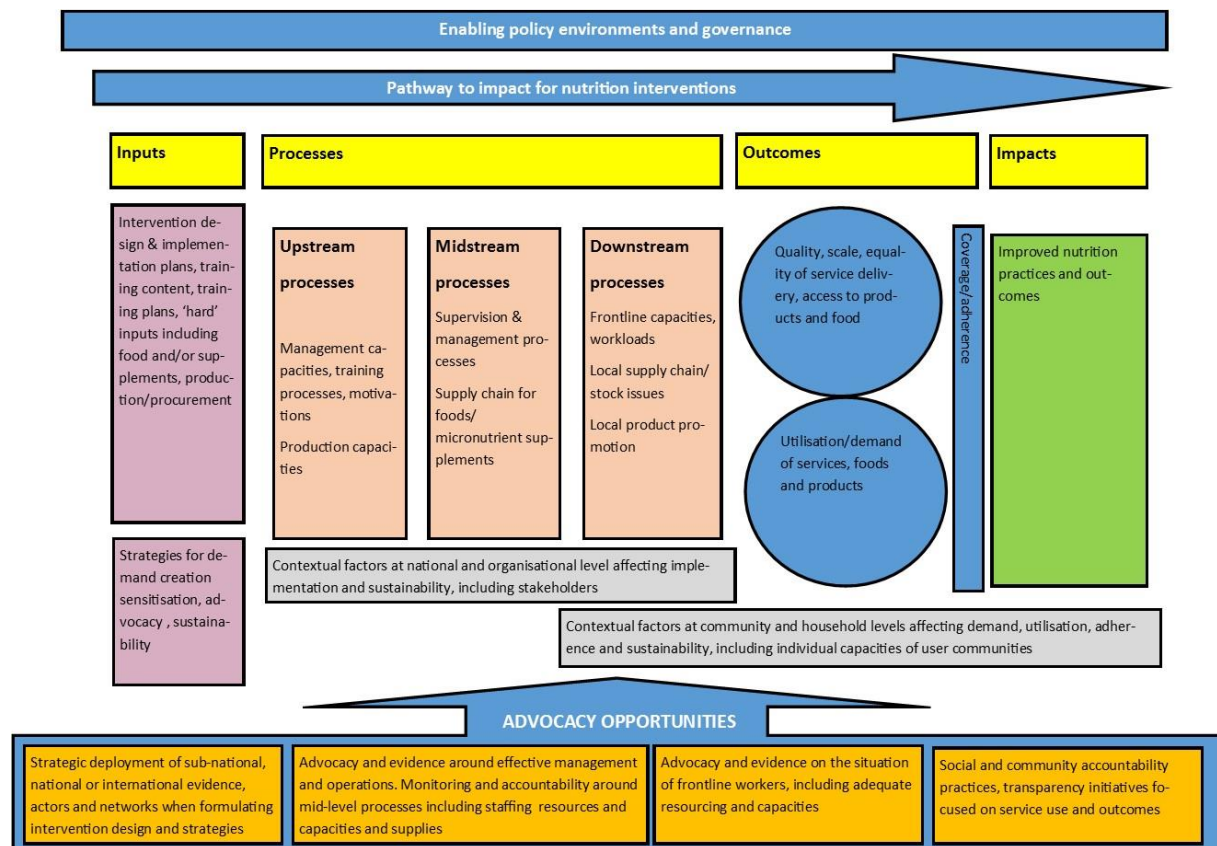 Enabling policy environments and governance
Pathway to impact for nutrition interventions
Inputs
Processes
Outcomes
Impacts
Intervention de-
sign & implemen-
tation plans, train-
ing content, train-
ing plans, ‘hard’
inputs including
food and/or sup-
plements, produc-
tion/procurement
Strategies for de-
mand creation
sensitisation, ad-
vocacy , sustaina-
bility
Upstream
processes
Management ca-
pacities, training
processes, motiva-
tions
Production capaci-
ties
Midstream
processes
Supervision &
management pro-
cesses
Supply chain for
foods/
micronutrient sup-
plements
Downstream
processes
Frontline capacities,
workloads
Local supply chain/
stock issues
Local product pro-
motion
Quality, scale, equal-
ity of service deliv-
ery, access to prod-
ucts and food
Utilisation/demand
of services, foods
and products
Coverage/adherence
Improved nutrition
practices and out-
comes
Contextual factors at national and organisational level affecting imple-
mentation and sustainability, including stakeholders
Contextual factors at community and household levels affecting demand, utilisation, adher-
ence and sustainability, including individual capacities of user communities
ADVOCACY OPPORTUNITIES
Strategic deployment of sub-national,
national or international evidence,
actors and networks when formulating
intervention design and strategies
Advocacy and evidence around effective management
and operations. Monitoring and accountability around
mid-level processes including staffing resources and
capacities and supplies
Advocacy and evidence on the situation
of frontline workers, including adequate
resourcing and capacities
Social and community accountability
practices, transparency initiatives fo-
cused on service use and outcomes